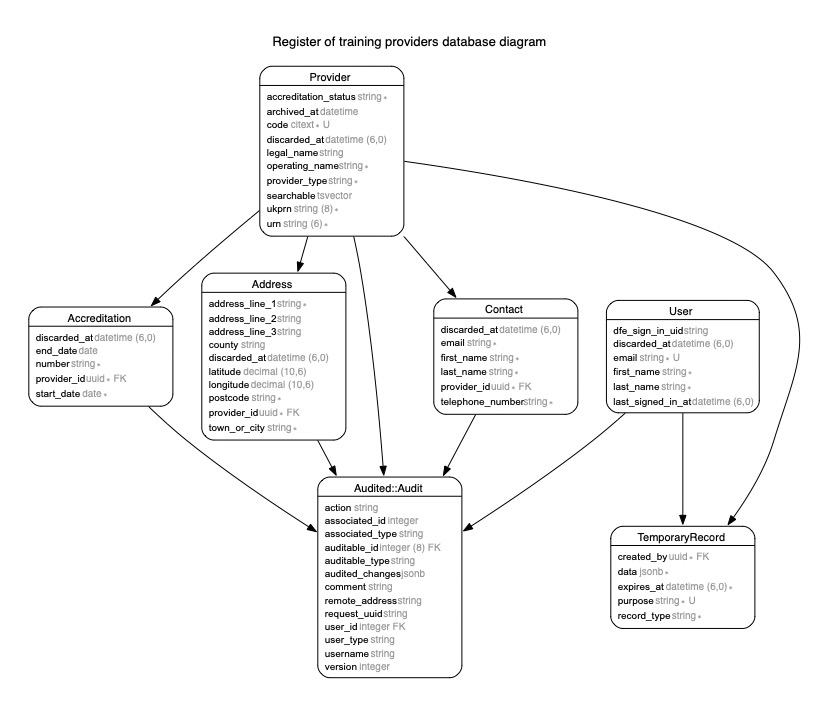 Register of training providers database diagram
Provider
accreditation_status string ∗
archived_at datetime
code citext ∗ U
discarded_at datetime (6,0)
legal_name string
operating_name string ∗
provider_type string ∗
searchable tsvector
ukprn string (8) ∗
urn string (6) ∗
Accreditation
discarded_at datetime (6,0)
end_date date
number string ∗
provider_id uuid ∗ FK
start_date date ∗
Address
address_line_1 string ∗
address_line_2 string
address_line_3 string
county string
discarded_at datetime (6,0)
latitude decimal (10,6)
longitude decimal (10,6)
postcode string ∗
provider_id uuid ∗ FK
town_or_city string ∗
Contact
discarded_at datetime (6,0)
email string ∗
first_name string ∗
last_name string ∗
provider_id uuid ∗ FK
telephone_number string ∗
User
dfe_sign_in_uid string
discarded_at datetime (6,0)
email string ∗ U
first_name string ∗
last_name string ∗
last_signed_in_at datetime (6,0)
Audited::Audit
action string
associated_id integer
associated_type string
auditable_id integer (8) FK
auditable_type string
audited_changes jsonb
comment string
remote_address string
request_uuid string
user_id integer FK
user_type string
username string
version integer
TemporaryRecord
created_by uuid ∗ FK
data jsonb ∗
expires_at datetime (6,0) ∗
purpose string ∗ U
record_type string ∗